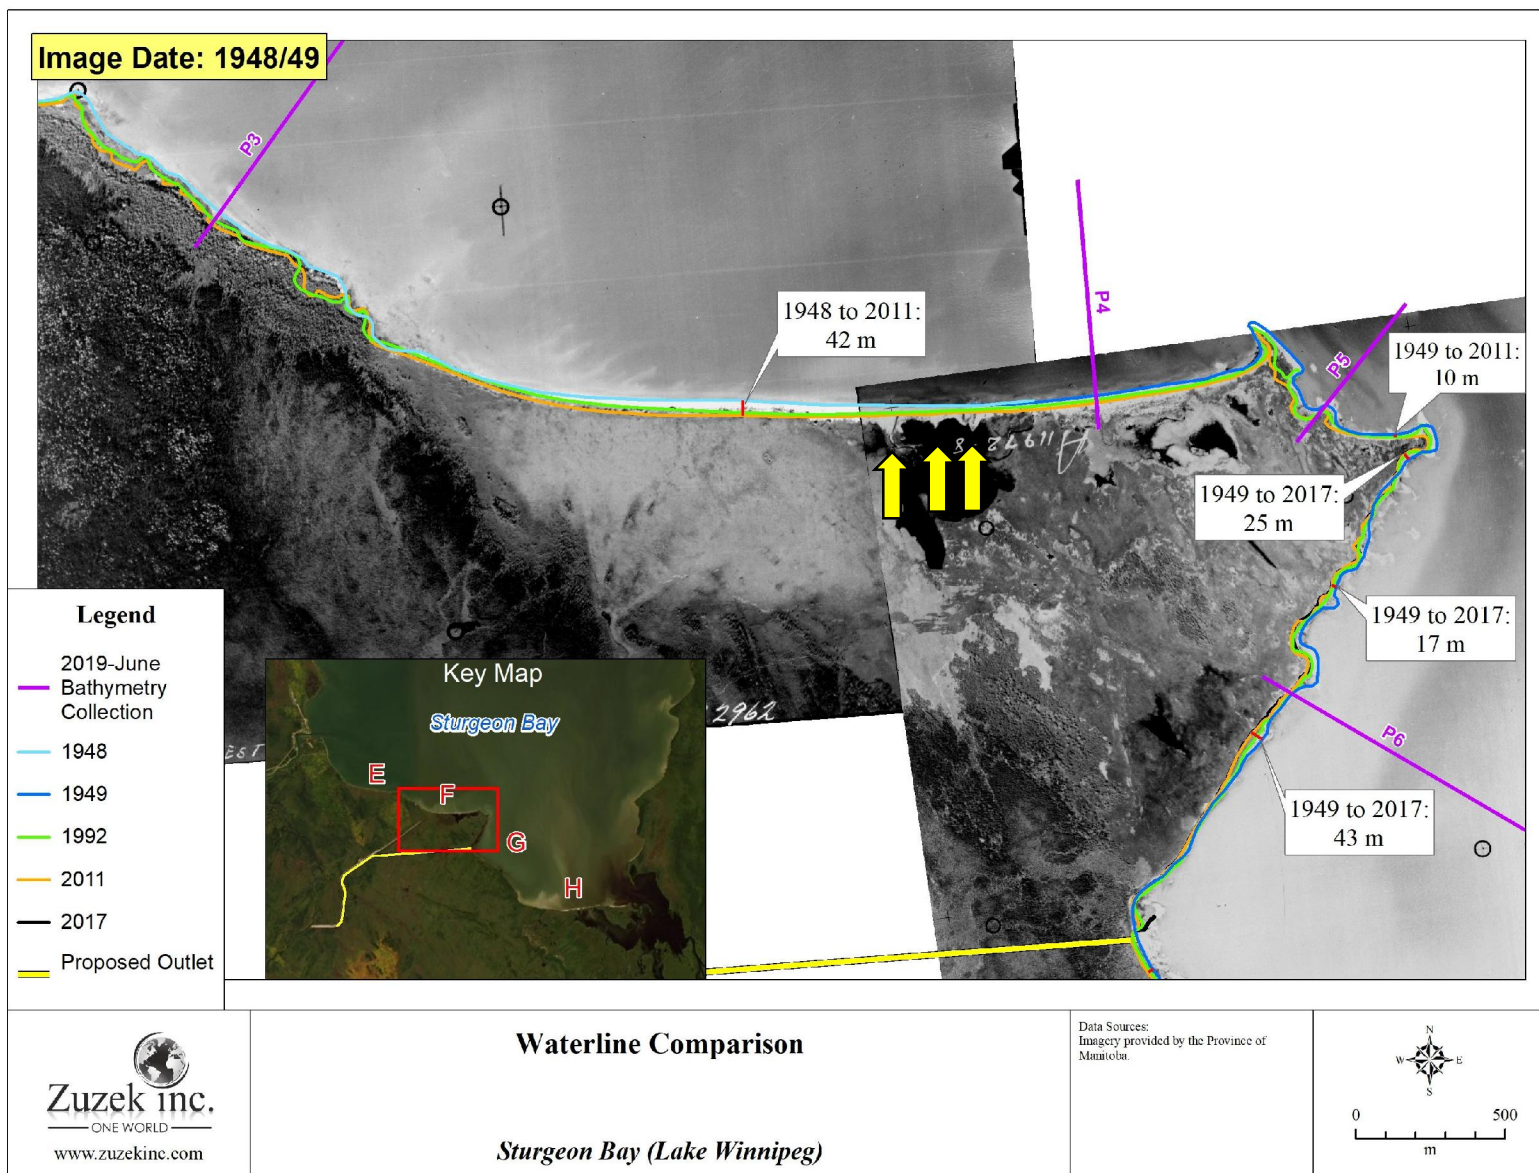 Image Date: 1948/49
P3
P4
P5
P6
1948 to 2011:
42 m
1949 to 2011:
10 m
1949 to 2017:
25 m
1949 to 2017:
17 m
1949 to 2017:
43 m
A11972 8
2962
EST
Legend
2019-June
Bathymetry
Collection
1948
1949
1992
2011
2017
Proposed Outlet
Key Map
Sturgeon Bay
E
F
G
H
Zuzek inc.
ONE WORLD
www.zuzekinc.com
Waterline Comparison
Sturgeon Bay (Lake Winnipeg)
Data Sources:
Imagery provided by the Province of
Manitoba.
N
W E
S
0 500
m